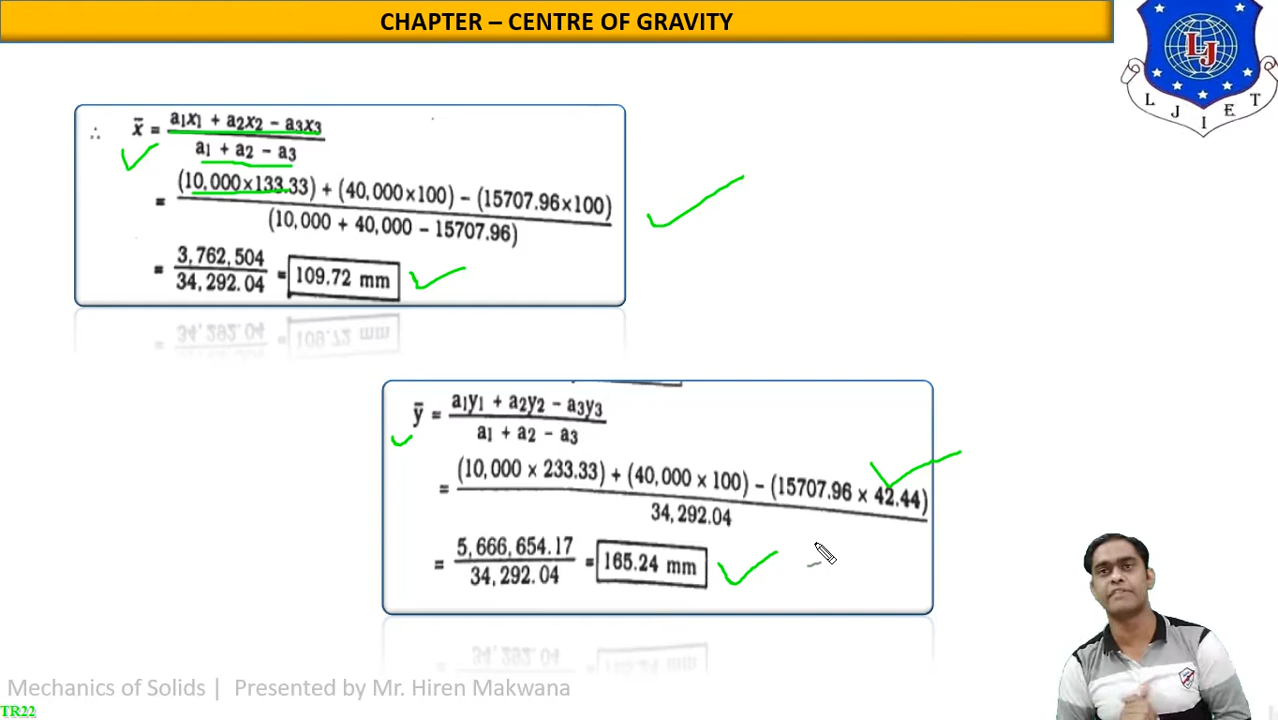 CHAPTER – CENTRE OF GRAVITY
LJ
L J I E T
∴ x̄ = a1x1 + a2x2 − a3x3
a1 + a2 − a3
= (10,000×133.33) + (40,000×100) − (15707.96×100)
(10,000 + 40,000 − 15707.96)
= 3,762,504
34,292.04
= 109.72 mm
ȳ = a1y1 + a2y2 − a3y3
a1 + a2 − a3
= (10,000 × 233.33) + (40,000 × 100) − (15707.96 × 42.44)
34,292.04
= 5,666,654.17
34,292.04
= 165.24 mm
Mechanics of Solids | Presented by Mr. Hiren Makwana
TR22